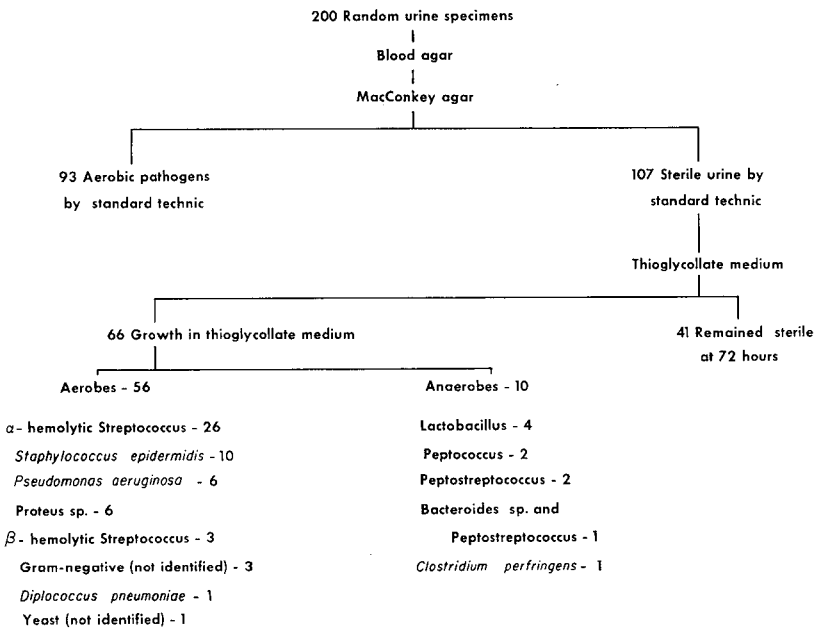 200 Random urine specimens
Blood agar
MacConkey agar
93 Aerobic pathogens
by standard technic
107 Sterile urine by
standard technic
Thioglycollate medium
66 Growth in thioglycollate medium
41 Remained sterile
at 72 hours
Aerobes - 56
α- hemolytic Streptococcus - 26
Staphylococcus epidermidis - 10
Pseudomonas aeruginosa - 6
Proteus sp. - 6
β- hemolytic Streptococcus - 3
Gram-negative (not identified) - 3
Diplococcus pneumoniae - 1
Yeast (not identified) - 1
Anaerobes - 10
Lactobacillus - 4
Peptococcus - 2
Peptostreptococcus - 2
Bacteroides sp. and
Peptostreptococcus - 1
Clostridium perfringens - 1